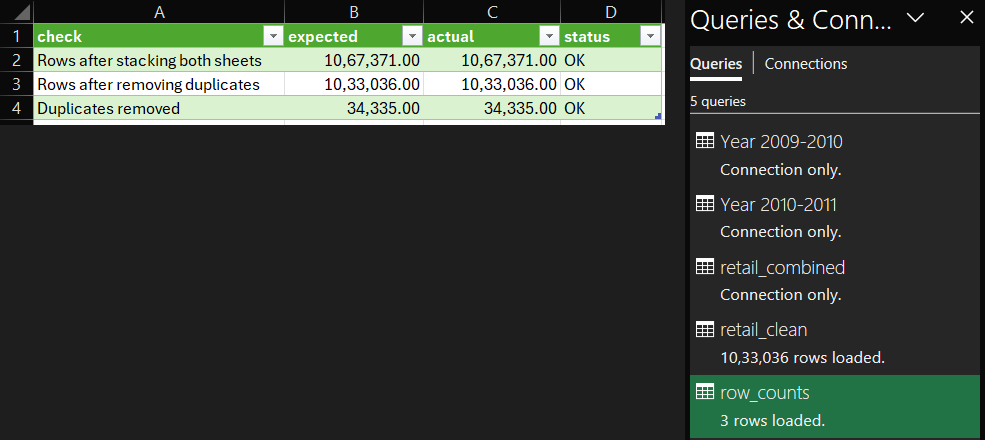 A B C D
1 check expected actual status
2 Rows after stacking both sheets 10,67,371.00 10,67,371.00 OK
3 Rows after removing duplicates 10,33,036.00 10,33,036.00 OK
4 Duplicates removed 34,335.00 34,335.00 OK
Queries & Conn...
Queries | Connections
5 queries
Year 2009-2010
Connection only.
Year 2010-2011
Connection only.
retail_combined
Connection only.
retail_clean
10,33,036 rows loaded.
row_counts
3 rows loaded.